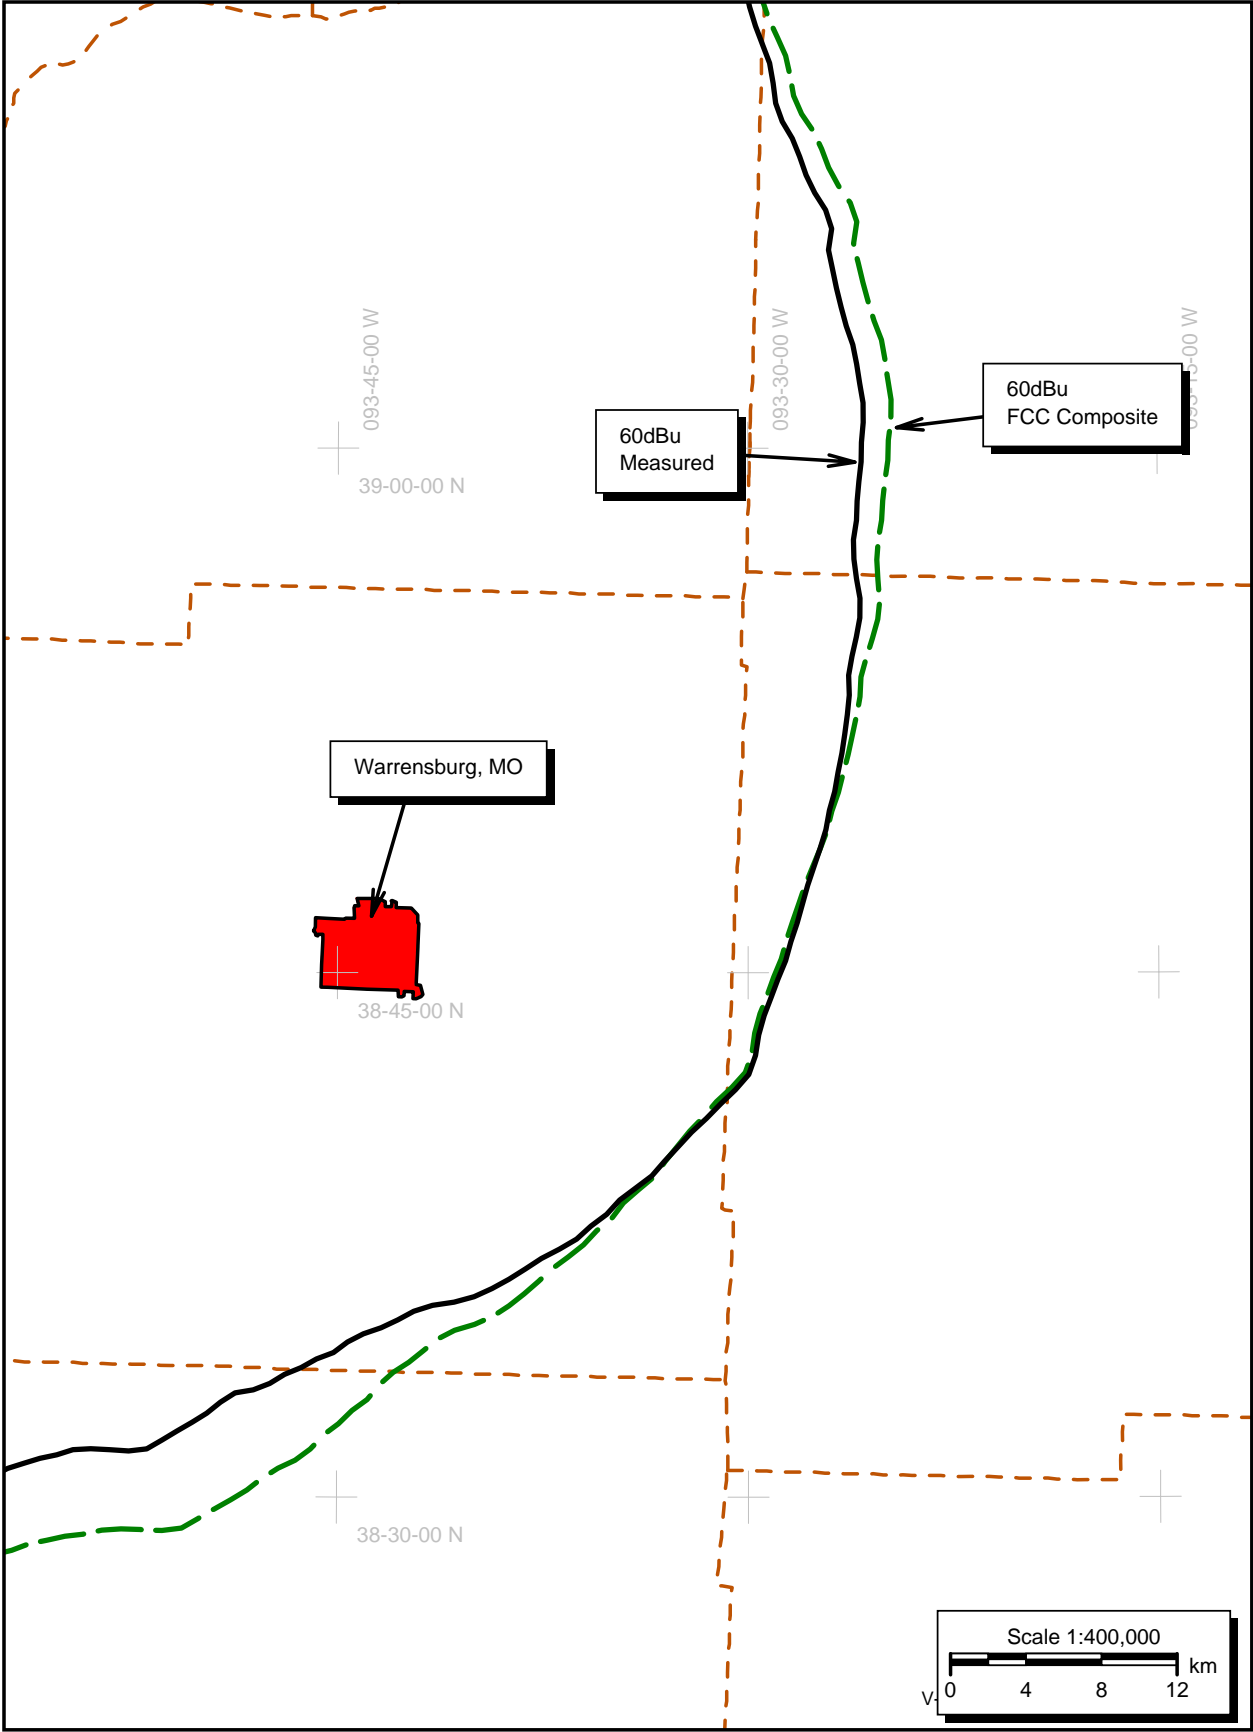 093-45-00 W
093-30-00 W
60dBu
FCC Composite
60dBu
Measured
39-00-00 N
Warrensburg, MO
38-45-00 N
38-30-00 N
Scale 1:400,000
km
0 4 8 12